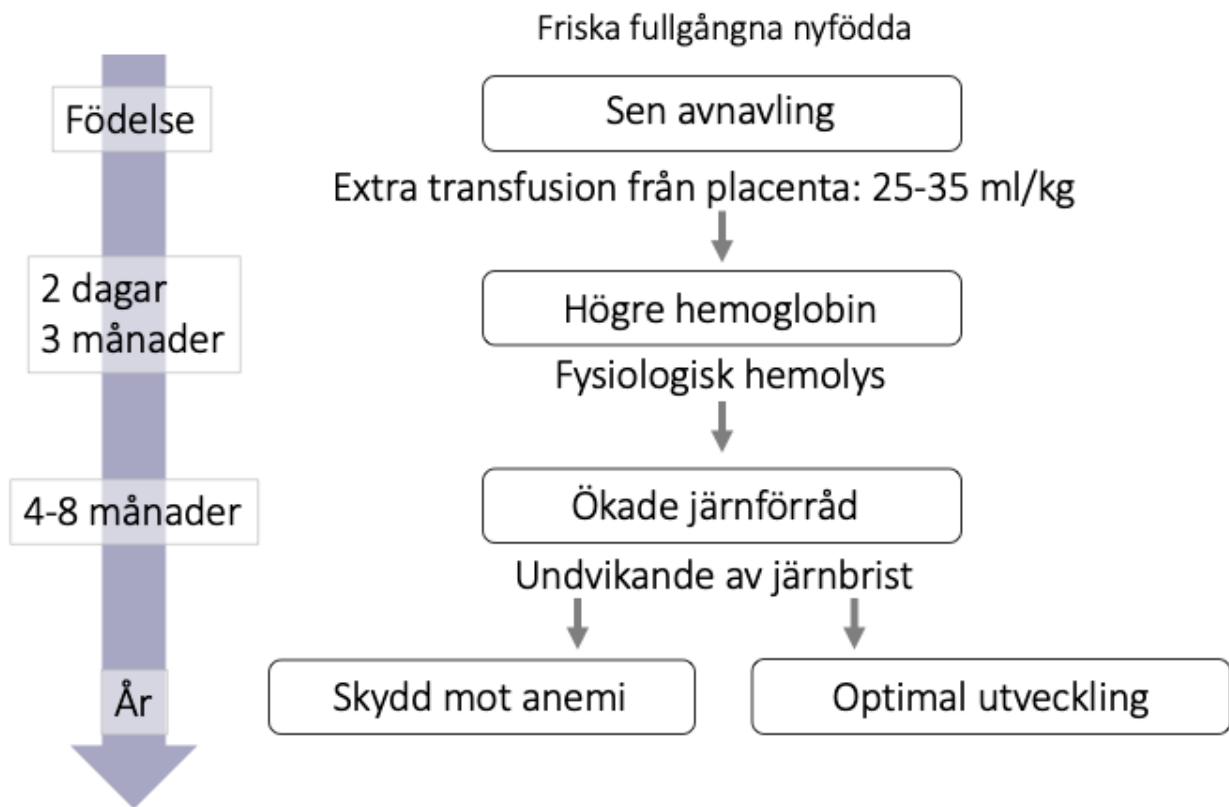 Friska fullgångna nyfödda
Födelse
Sen avnavling
Extra transfusion från placenta: 25-35 ml/kg
2 dagar
3 månader
Högre hemoglobin
Fysiologisk hemolys
4-8 månader
Ökade järnförråd
Undvikande av järnbrist
År
Skydd mot anemi
Optimal utveckling